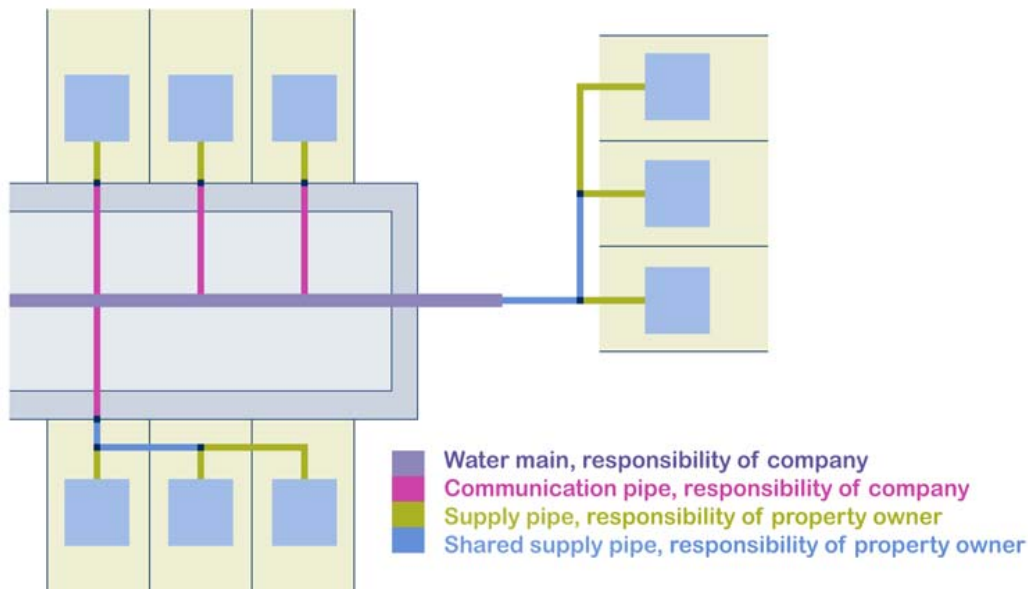 Water main, responsibility of company
Communication pipe, responsibility of company
Supply pipe, responsibility of property owner
Shared supply pipe, responsibility of property owner